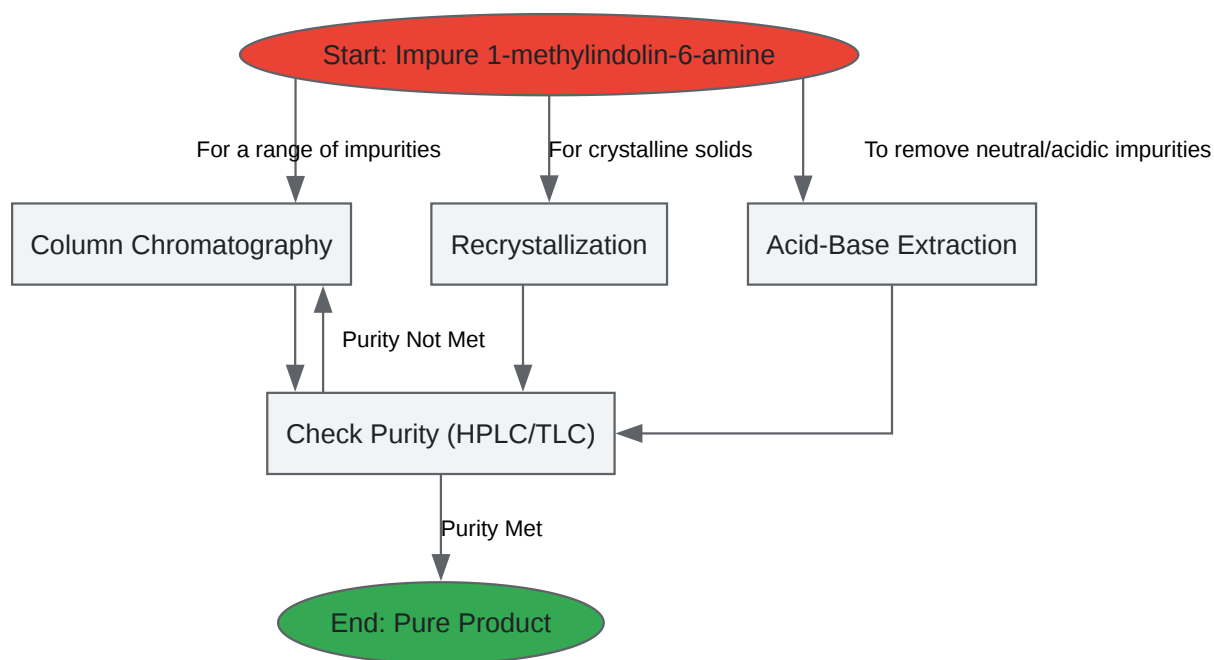 Start: Impure 1-methylindolin-6-amine
For a range of impurities
For crystalline solids
To remove neutral/acidic impurities
Column Chromatography
Recrystallization
Acid-Base Extraction
Purity Not Met
Check Purity (HPLC/TLC)
Purity Met
End: Pure Product